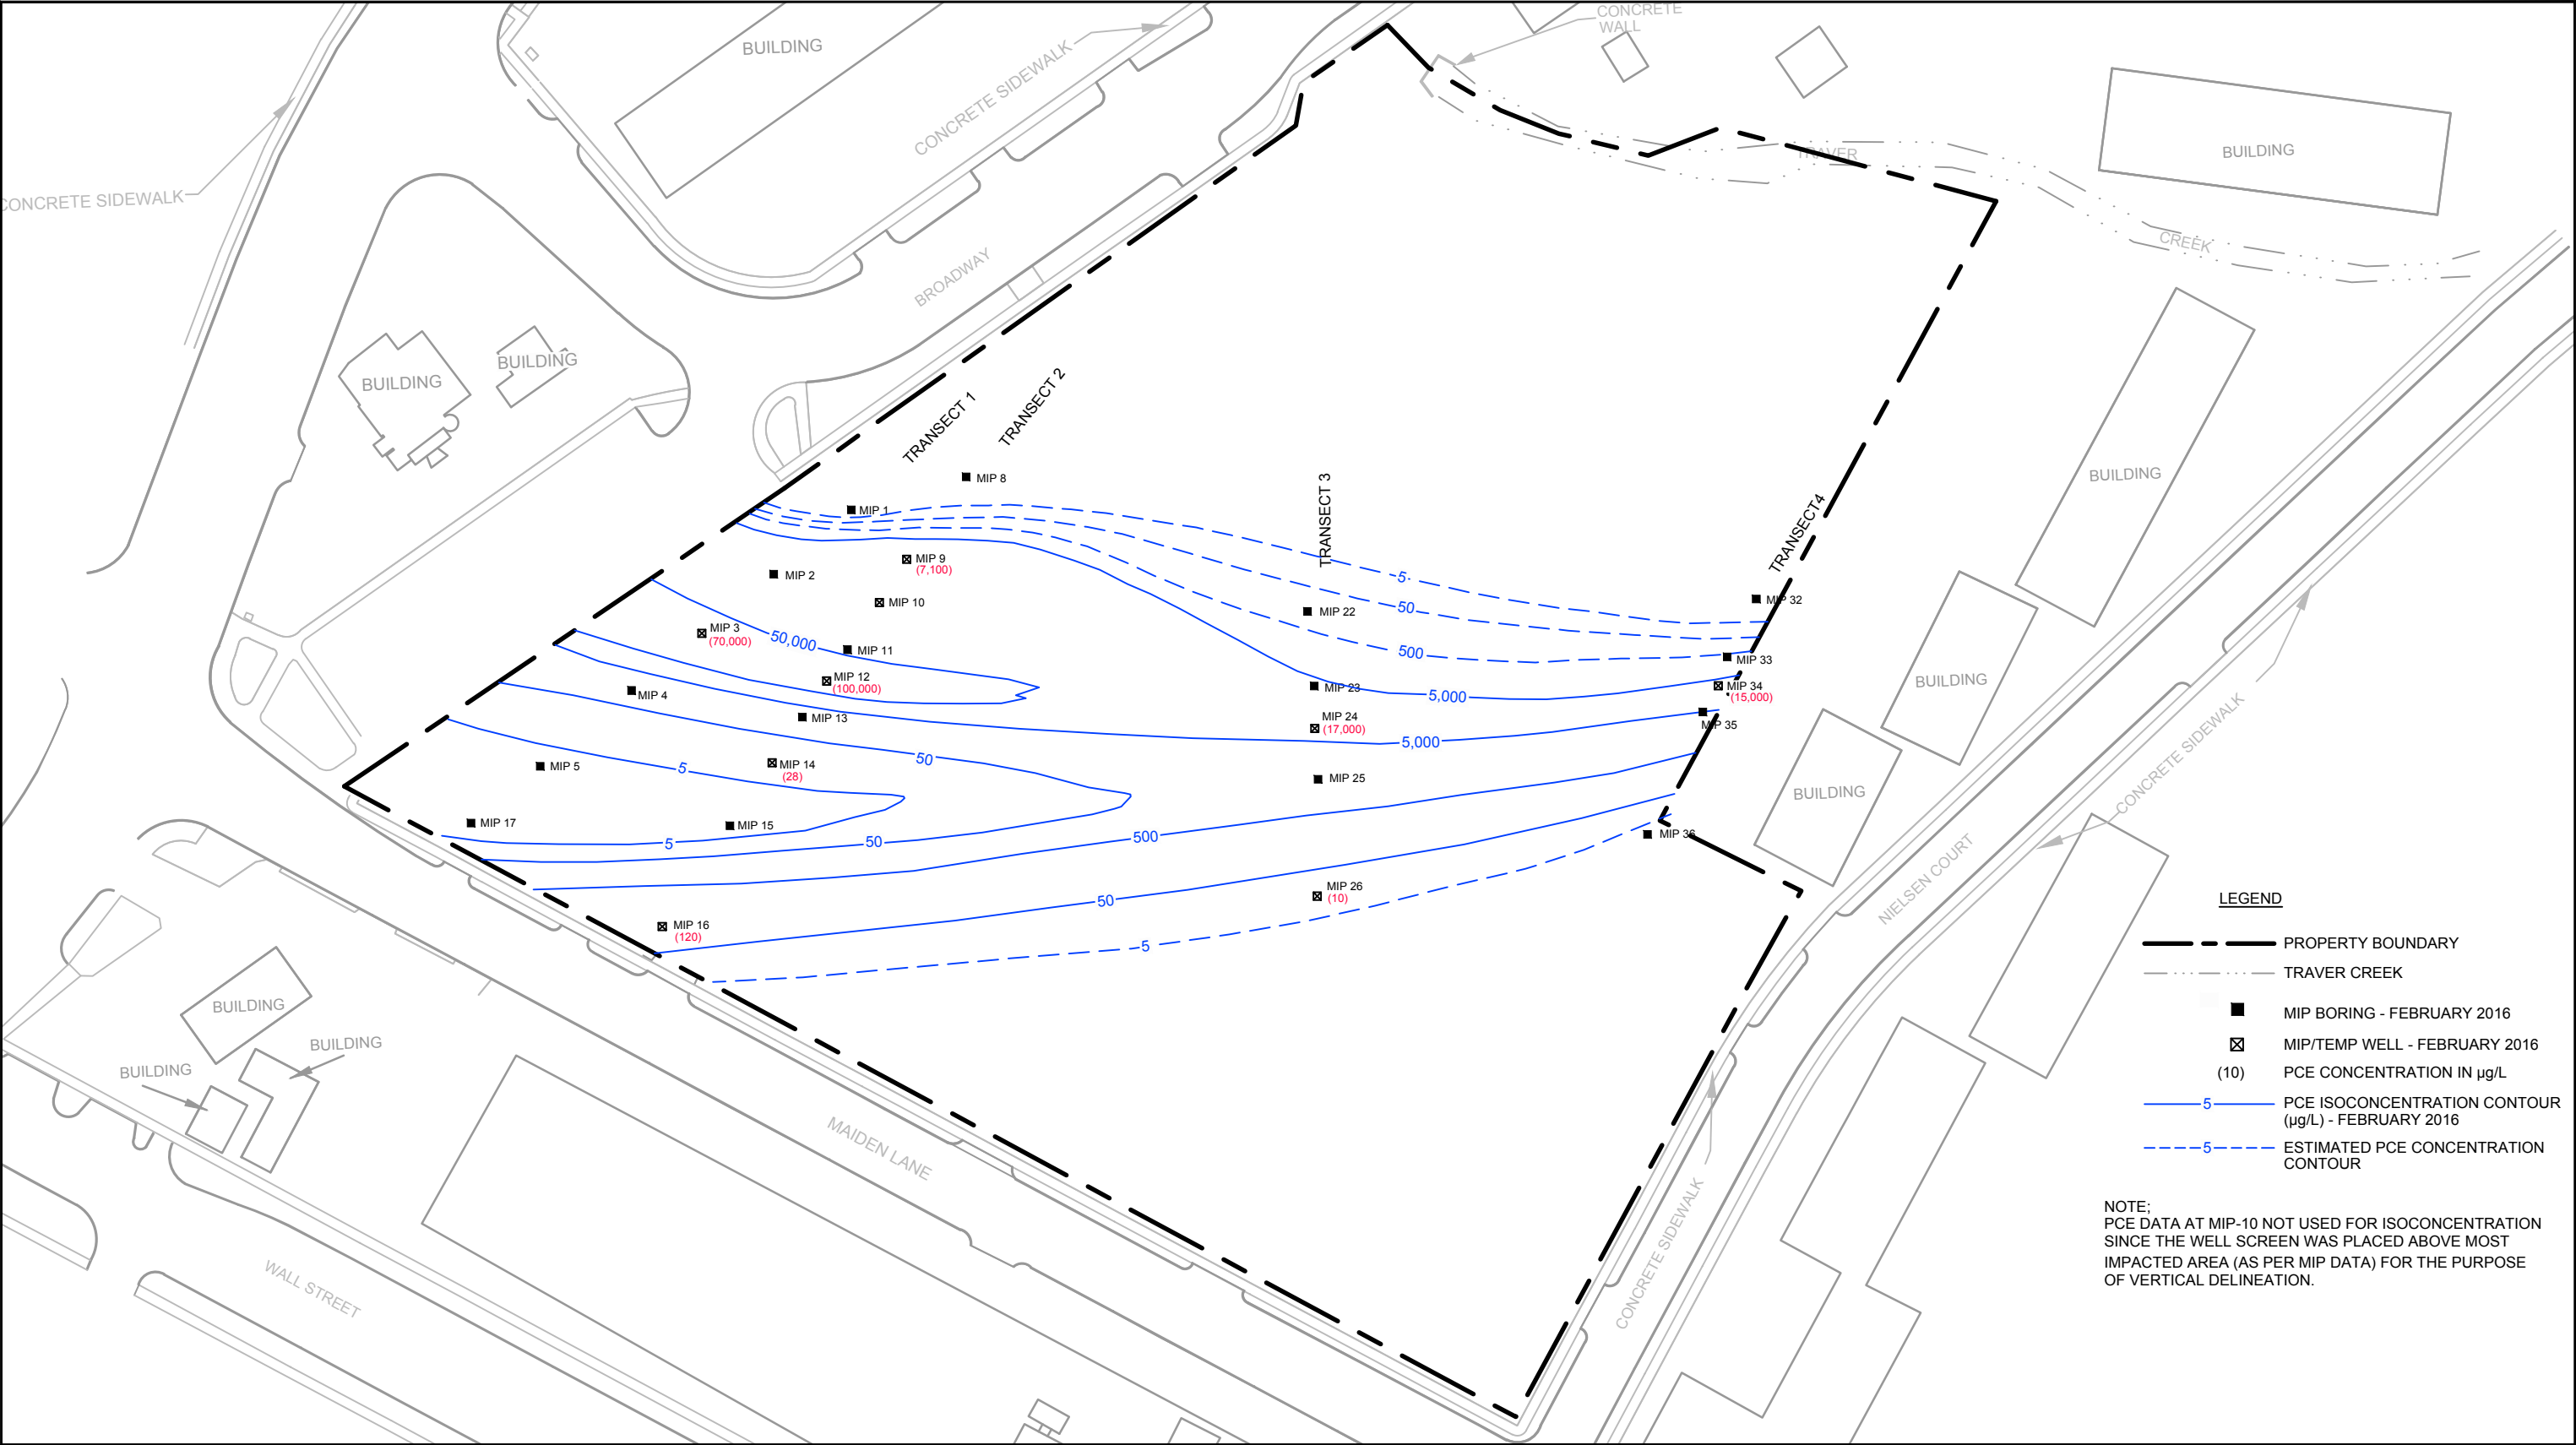 CONCRETE
WALL
BUILDING
CONCRETE SIDEWALK
CONCRETE SIDEWALK
TRAVER
BUILDING
CREEK
BROADWAY
BUILDING
BUILDING
TRANSECT 1
TRANSECT 2
TRANSECT 3
TRANSECT 4
BUILDING
MIP 8
MIP 1
MIP 9
(7,100)
MIP 2
MIP 10
5
50
500
5,000
MIP 22
MIP 32
MIP 3
(70,000)
50,000
MIP 11
MIP 33
MIP 12
(100,000)
MIP 23
MIP 34
(15,000)
MIP 4
MIP 13
MIP 24
(17,000)
MIP 35
5,000
BUILDING
MIP 5
5
MIP 14
(28)
50
MIP 25
BUILDING
CONCRETE SIDEWALK
MIP 17
MIP 15
5
50
500
MIP 36
NIELSEN COURT
MIP 26
(10)
50
MIP 16
(120)
5
LEGEND
PROPERTY BOUNDARY
TRAVER CREEK
MIP BORING - FEBRUARY 2016
MIP/TEMP WELL - FEBRUARY 2016
(10) PCE CONCENTRATION IN µg/L
5 PCE ISOCONCENTRATION CONTOUR
(µg/L) - FEBRUARY 2016
5 ESTIMATED PCE CONCENTRATION
CONTOUR
NOTE;
PCE DATA AT MIP-10 NOT USED FOR ISOCONCENTRATION
SINCE THE WELL SCREEN WAS PLACED ABOVE MOST
IMPACTED AREA (AS PER MIP DATA) FOR THE PURPOSE
OF VERTICAL DELINEATION.
BUILDING
BUILDING
BUILDING
MAIDEN LANE
CONCRETE SIDEWALK
WALL STREET